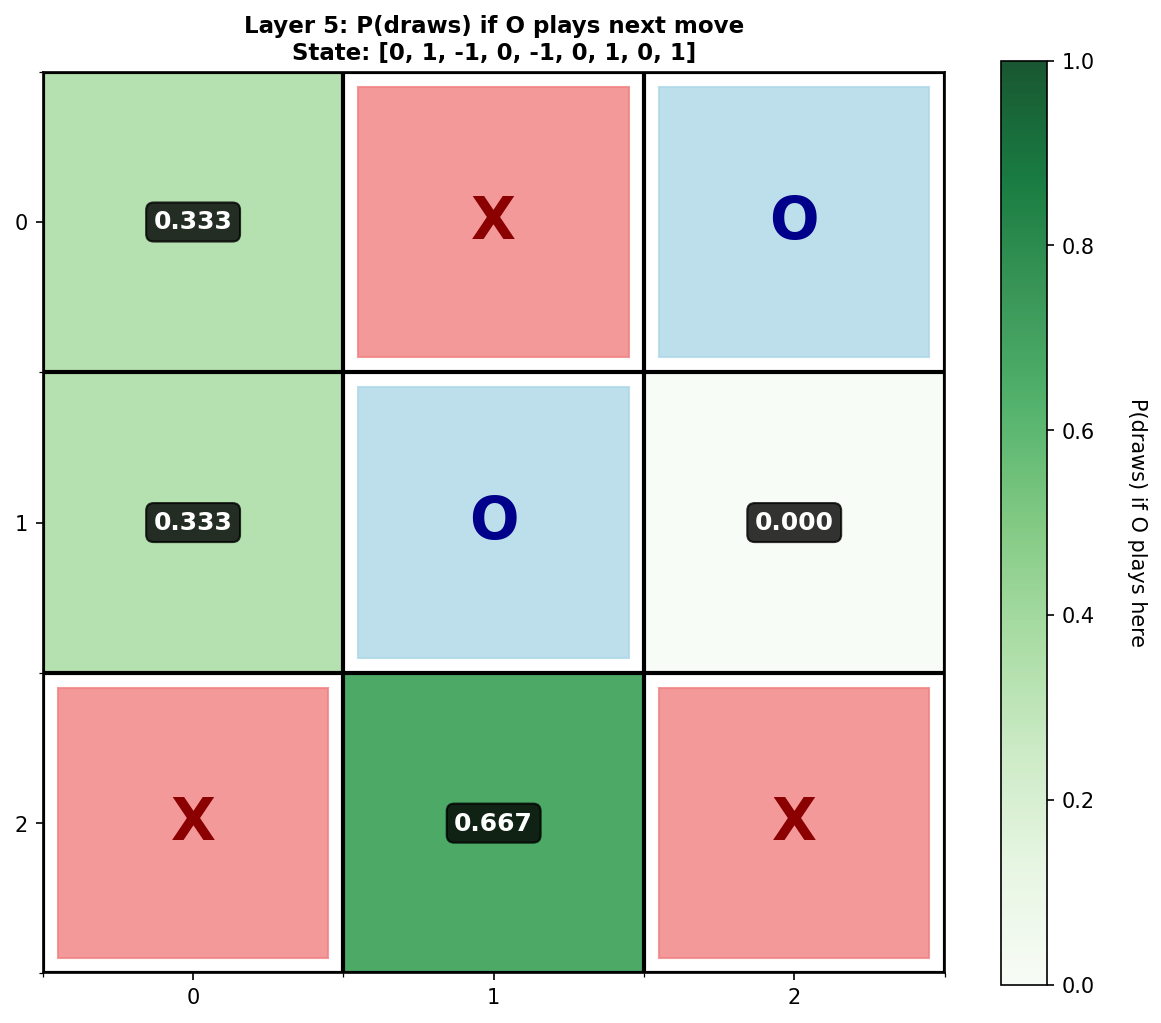 Layer 5: P(draws) if O plays next move
State: [0, 1, -1, 0, -1, 0, 1, 0, 1]
0
0.333
X
O
1
0.333
O
0.000
2
X
0.667
X
0
1
2
1.0
0.8
0.6
0.4
0.2
0.0
P(draws) if O plays here